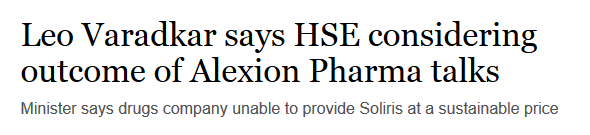 Leo Varadkar says HSE considering
outcome of Alexion Pharma talks
Minister says drugs company unable to provide Soliris at a sustainable price